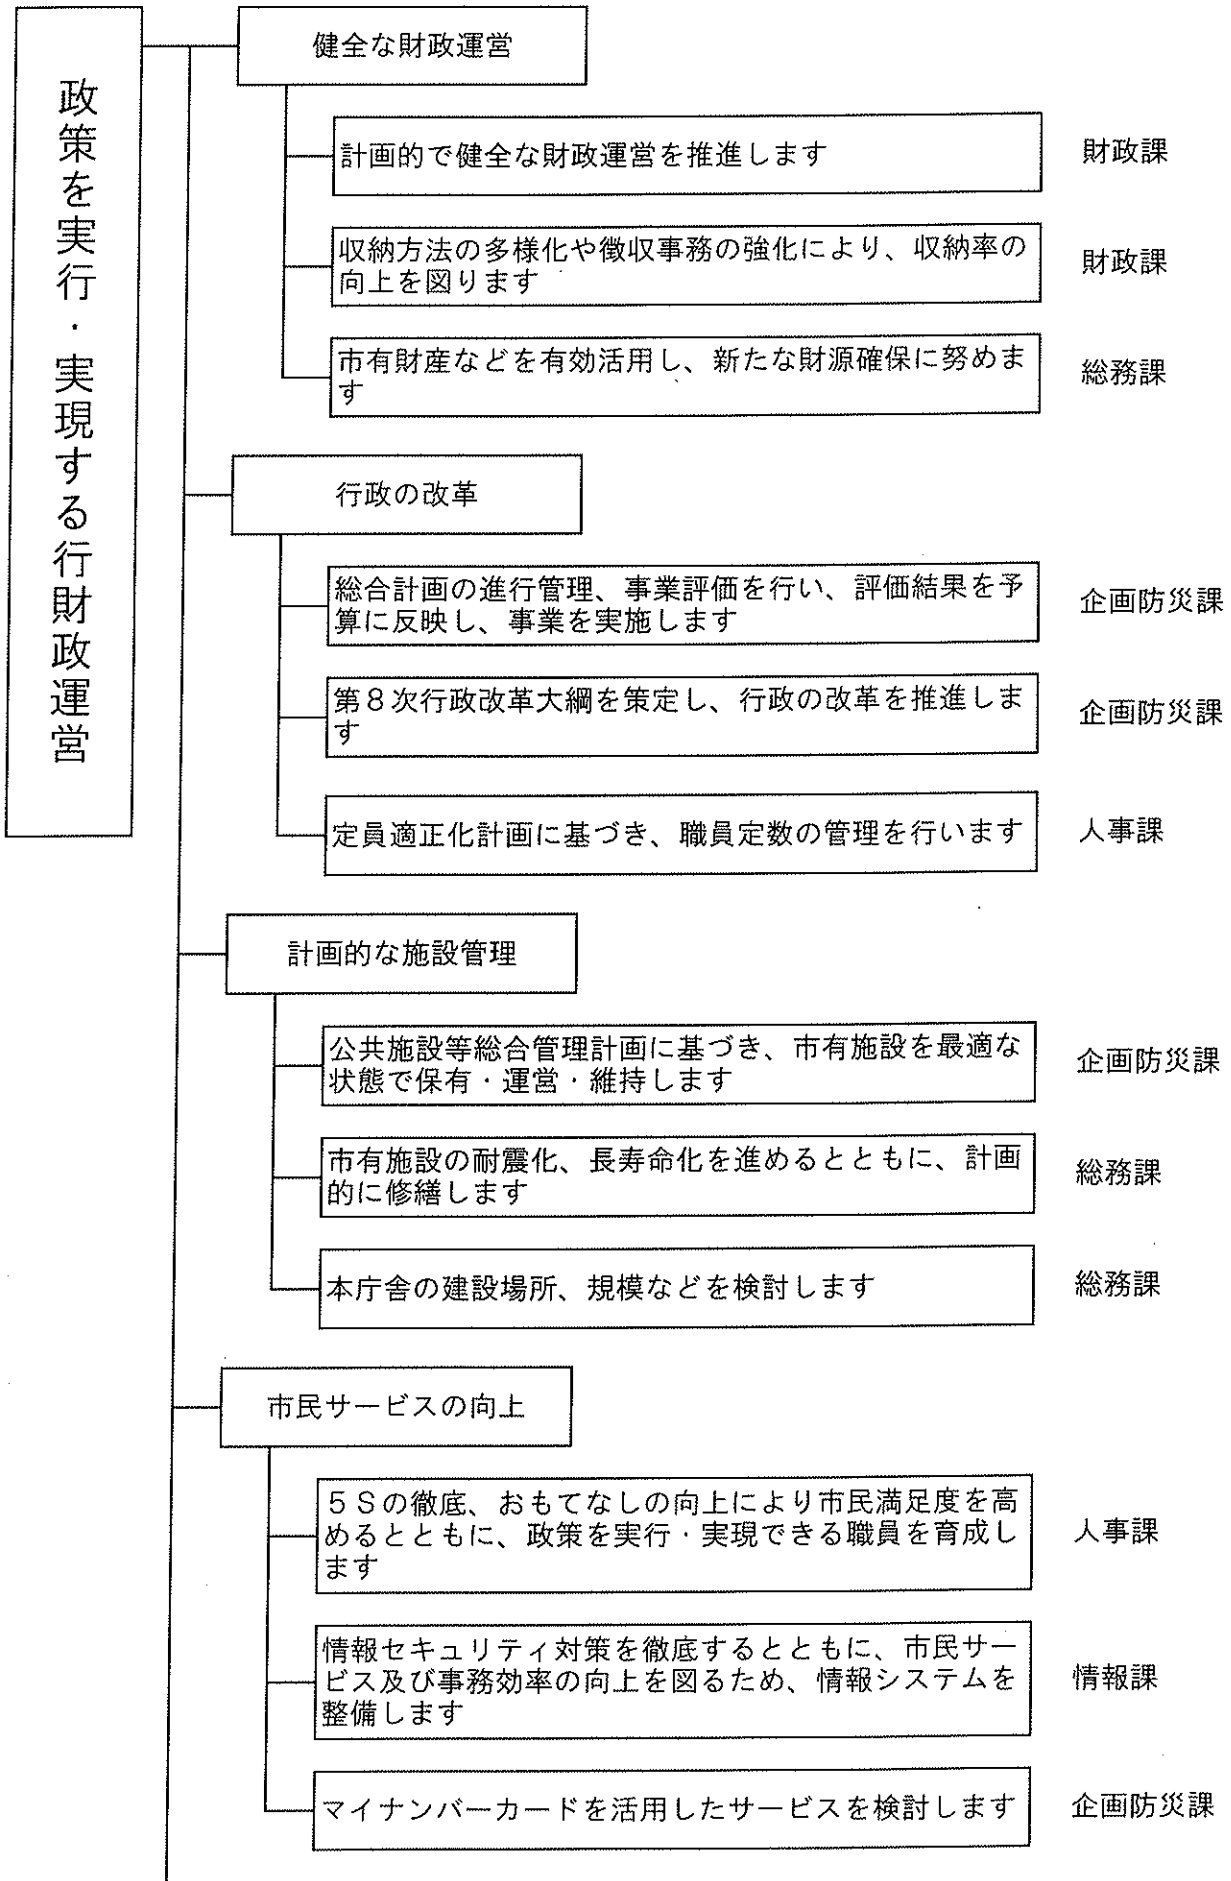 政策を実行・実現する行財政運営
健全な財政運営
計画的で健全な財政運営を推進します
財政課
収納方法の多様化や徴収事務の強化により、収納率の
向上を図ります
財政課
市有財産などを有効活用し、新たな財源確保に努めま
す
総務課
行政の改革
総合計画の進行管理、事業評価を行い、評価結果を予
算に反映し、事業を実施します
企画防災課
第８次行政改革大綱を策定し、行政の改革を推進しま
す
企画防災課
定員適正化計画に基づき、職員定数の管理を行います
人事課
計画的な施設管理
公共施設等総合管理計画に基づき、市有施設を最適な
状態で保有・運営・維持します
企画防災課
市有施設の耐震化、長寿命化を進めるとともに、計画
的に修繕します
総務課
本庁舎の建設場所、規模などを検討します
総務課
市民サービスの向上
５Ｓの徹底、おもてなしの向上により市民満足度を高
めるとともに、政策を実行・実現できる職員を育成し
ます
人事課
情報セキュリティ対策を徹底するとともに、市民サー
ビス及び事務効率の向上を図るため、情報システムを
整備します
情報課
マイナンバーカードを活用したサービスを検討します
企画防災課